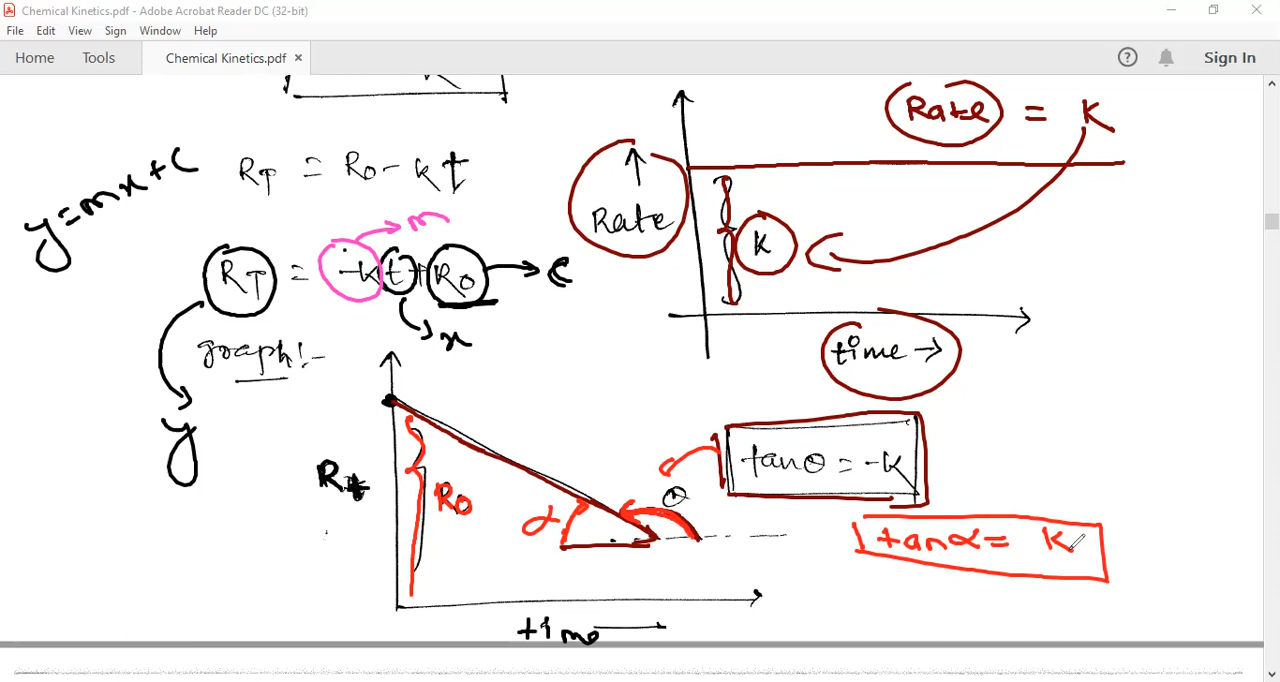 Chemical Kinetics.pdf - Adobe Acrobat Reader DC (32-bit)
File Edit View Sign Window Help
Home Tools Chemical Kinetics.pdf × Sign In
K
y=mx+c
RT = R0 - kt
RT = -kt + R0
m
c
x
y
graph:-
Rate = K
Rate
K
time →
Rt
R0
α
θ
tanθ = -K
tanα = K
time